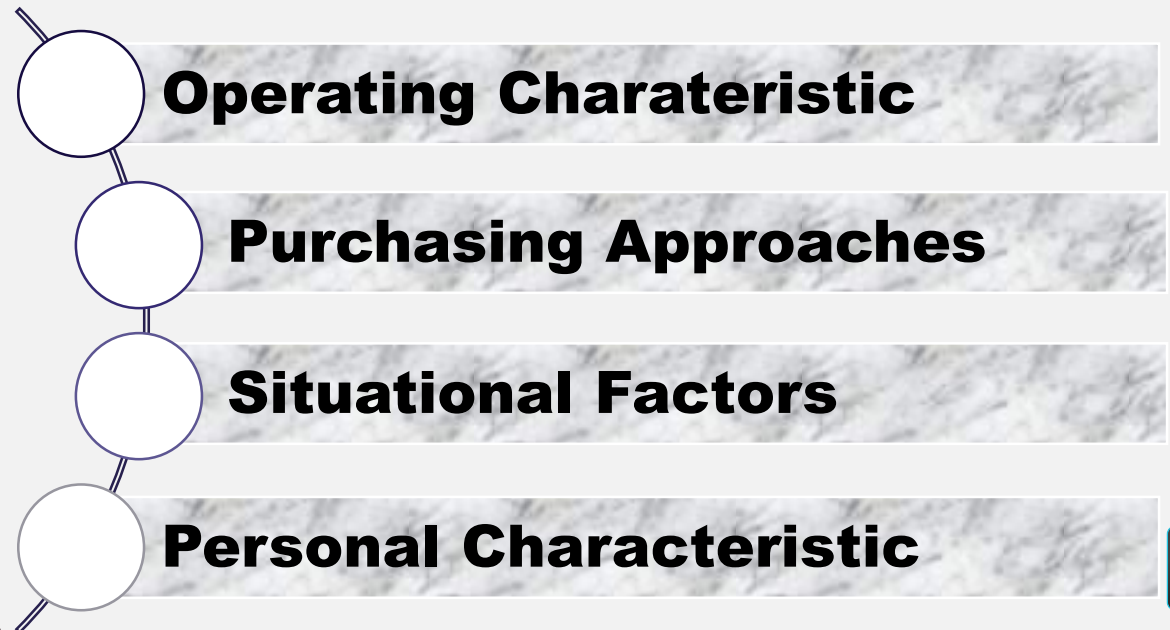 Operating Charateristic
Purchasing Approaches
Situational Factors
Personal Characteristic